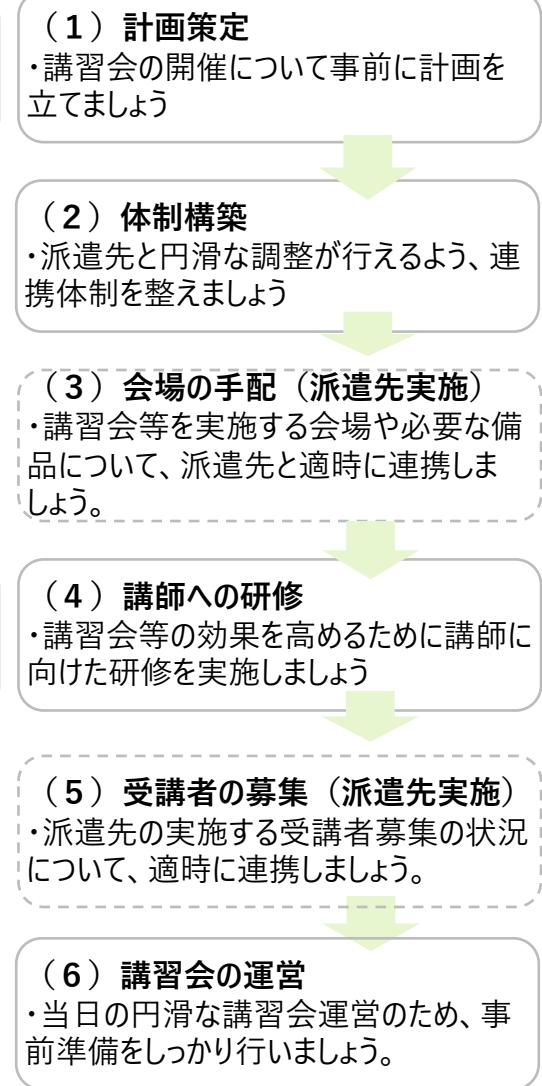 （1）計画策定
・講習会の開催について事前に計画を
立てましょう
（2）体制構築
・派遣先と円滑な調整が行えるよう、連
携体制を整えましょう
（3）会場の手配（派遣先実施）
・講習会等を実施する会場や必要な備
品について、派遣先と適時に連携しま
しょう。
（4）講師への研修
・講習会等の効果を高めるために講師に
向けた研修を実施しましょう
（5）受講者の募集（派遣先実施）
・派遣先の実施する受講者募集の状況
について、適時に連携しましょう。
（6）講習会の運営
・当日の円滑な講習会運営のため、事
前準備をしっかり行いましょう。